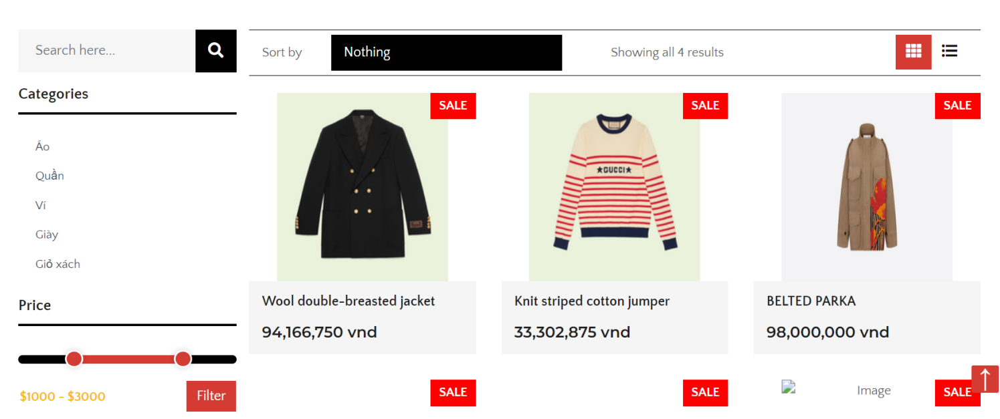 Search here...
Sort by
Nothing
Showing all 4 results
Categories
Áo
Quần
Ví
Giày
Giỏ xách
Price
$1000 - $3000
Filter
SALE
SALE
SALE
★GUCCI★
Wool double-breasted jacket
Knit striped cotton jumper
BELTED PARKA
94,166,750 vnd
33,302,875 vnd
98,000,000 vnd
SALE
SALE
Image
SALE